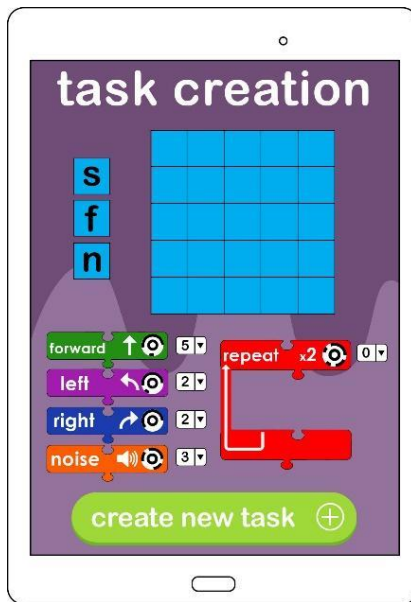 task creation
s
f
n
forward 5
left 2
right 2
noise 3
repeat x2 0
create new task